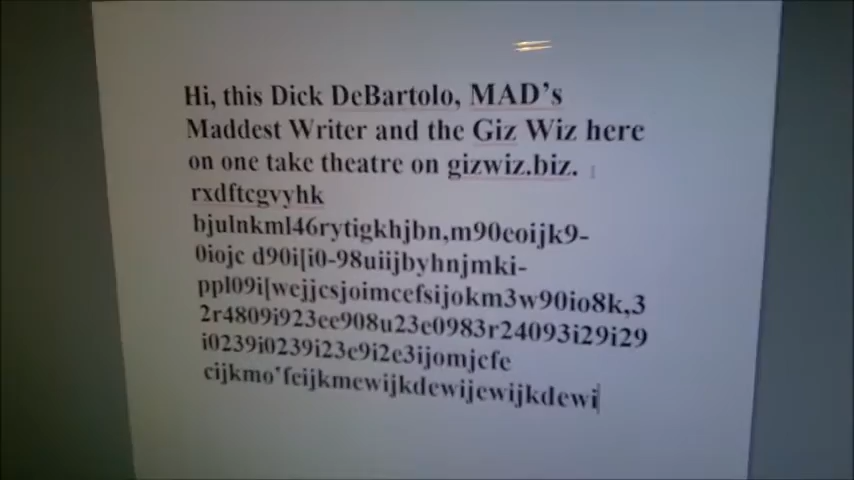 Hi, this Dick DeBartolo, MAD's
Maddest Writer and the Giz Wiz here
on one take theatre on gizwiz.biz.
rxdftcgvyhk
bjulnkml46rytigkhjbn,m90eoijk9-
0iojc d90i[i0-98uiijbyhnjmki-
ppl09i[wejjcsjoimcefsijokm3w90io8k,3
2r4809i923ee908u23e0983r24093i29i29
i0239i0239i23e9i2e3ijomjcfe
cijkmo'feijkmewijkdewijewijkdewi